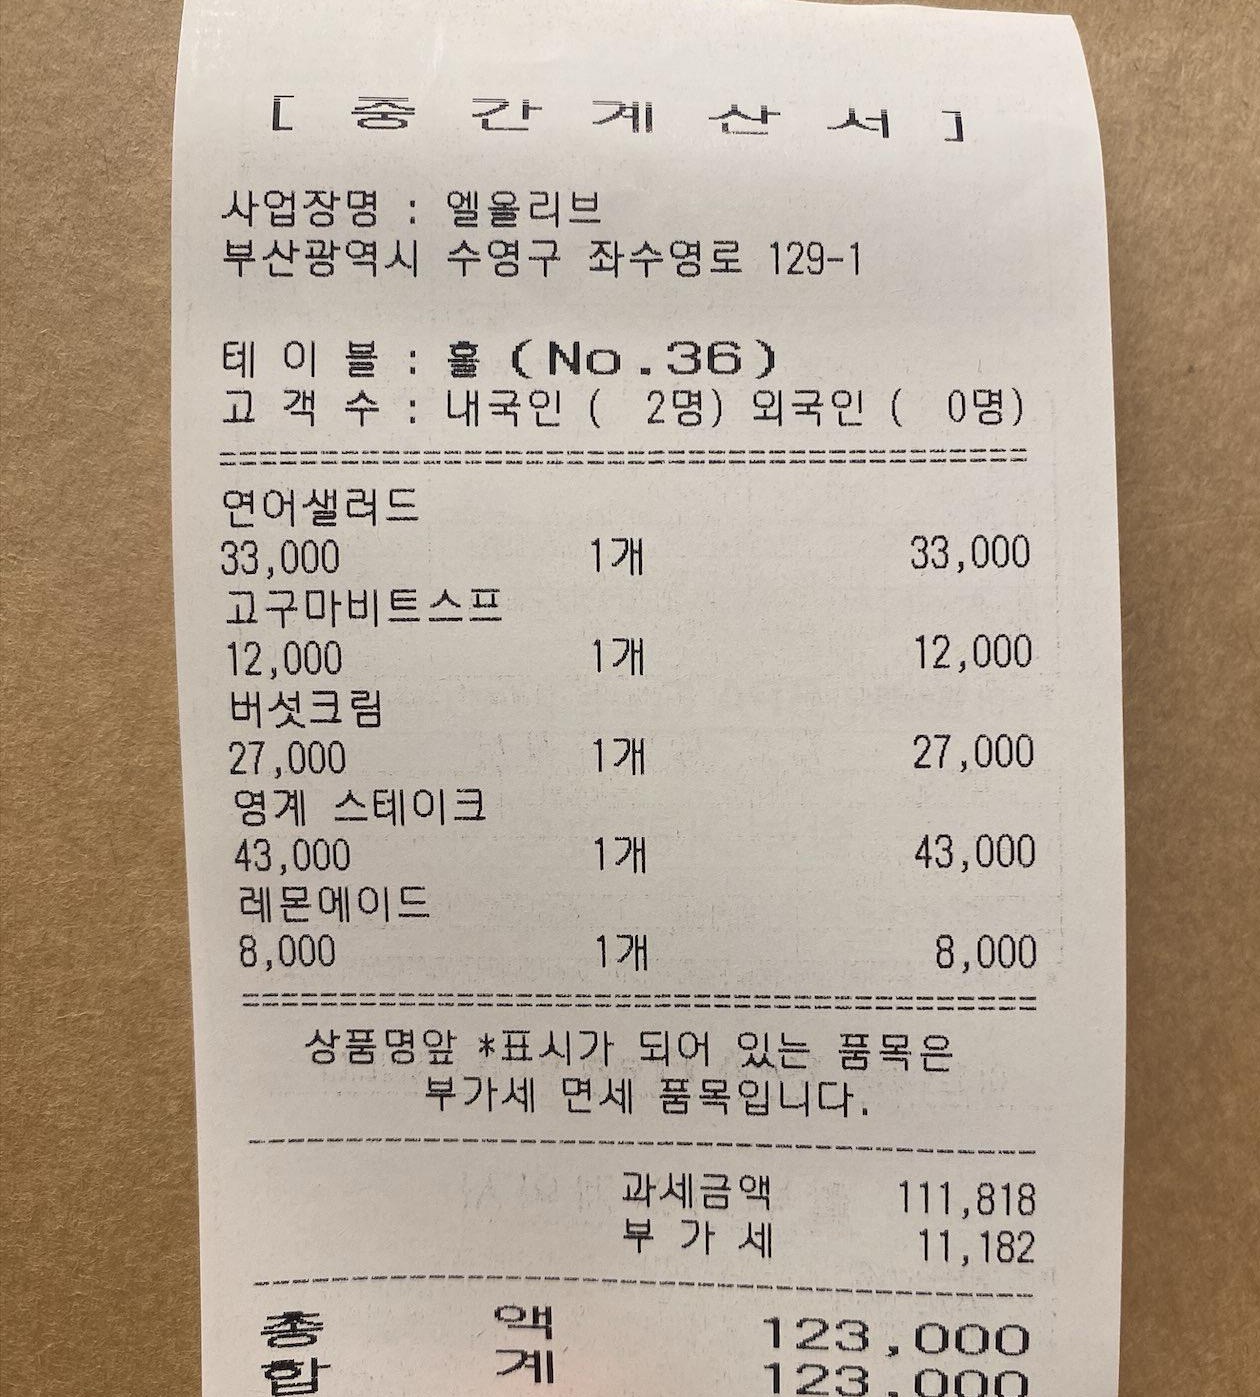 [ 중 간 계 산 서 ]
사업장명 : 엘올리브
부산광역시 수영구 좌수영로 129-1
테 이 블 : 홀 (No.36)
고 객 수 : 내국인 ( 2명) 외국인 ( 0명)
연어샐러드
33,000 1개 33,000
고구마비트스프
12,000 1개 12,000
버섯크림
27,000 1개 27,000
영계 스테이크
43,000 1개 43,000
레몬에이드
8,000 1개 8,000
상품명앞 *표시가 되어 있는 품목은
부가세 면세 품목입니다.
과세금액 111,818
부 가 세 11,182
총 액 123,000
합 계 123,000